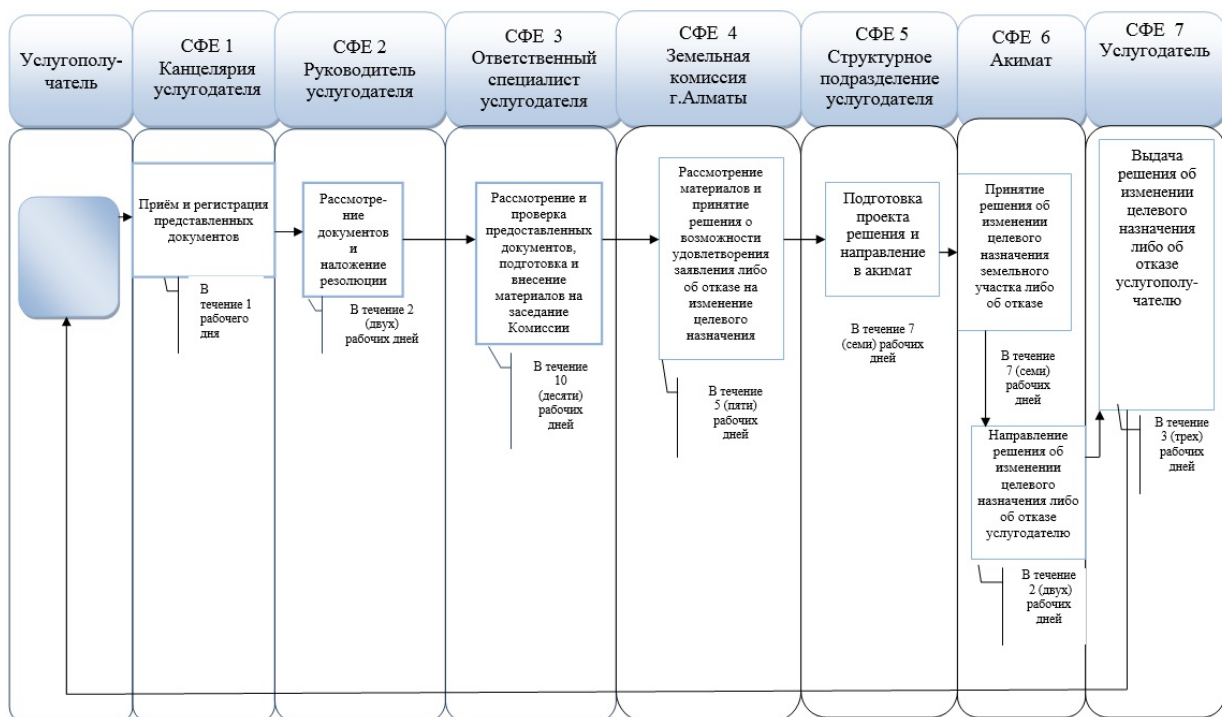 Услугополу-
чатель
СФЕ 1
Канцелярия
услугодателя
СФЕ 2
Руководитель
услугодателя
СФЕ 3
Ответственный
специалист
услугодателя
СФЕ 4
Земельная
комиссия
г.Алматы
СФЕ 5
Структурное
подразделение
услугодателя
СФЕ 6
Акимат
СФЕ 7
Услугодатель
Приём и регистрация
представленных
документов
В
течение 1
рабочего
дня
Рассмотре-
ние
документов
и
наложение
резолюции
В течение 2
(двух)
рабочих дней
Рассмотрение и
проверка
предоставленных
документов,
подготовка и
внесение
материалов на
заседание
Комиссии
В течение
10
(десяти)
рабочих
дней
Рассмотрение
материалов и
принятие
решения о
возможности
удовлетворения
заявления либо
об отказе на
изменение
целевого
назначения
В течение
5 (пяти)
рабочих
дней
Подготовка
проекта
решения и
направление
в акимат
В течение 7
(семи) рабочих
дней
Принятие
решения об
изменении
целевого
назначения
земельного
участка либо
об отказе
В течение
7 (семи)
рабочих
дней
Направление
решения об
изменении
целевого
назначения либо
об отказе
услугодателю
В течение
2 (двух)
рабочих
дней
Выдача
решения об
изменении
целевого
назначения
либо об
отказе
услугополу-
чателю
В течение
3 (трех)
рабочих
дней